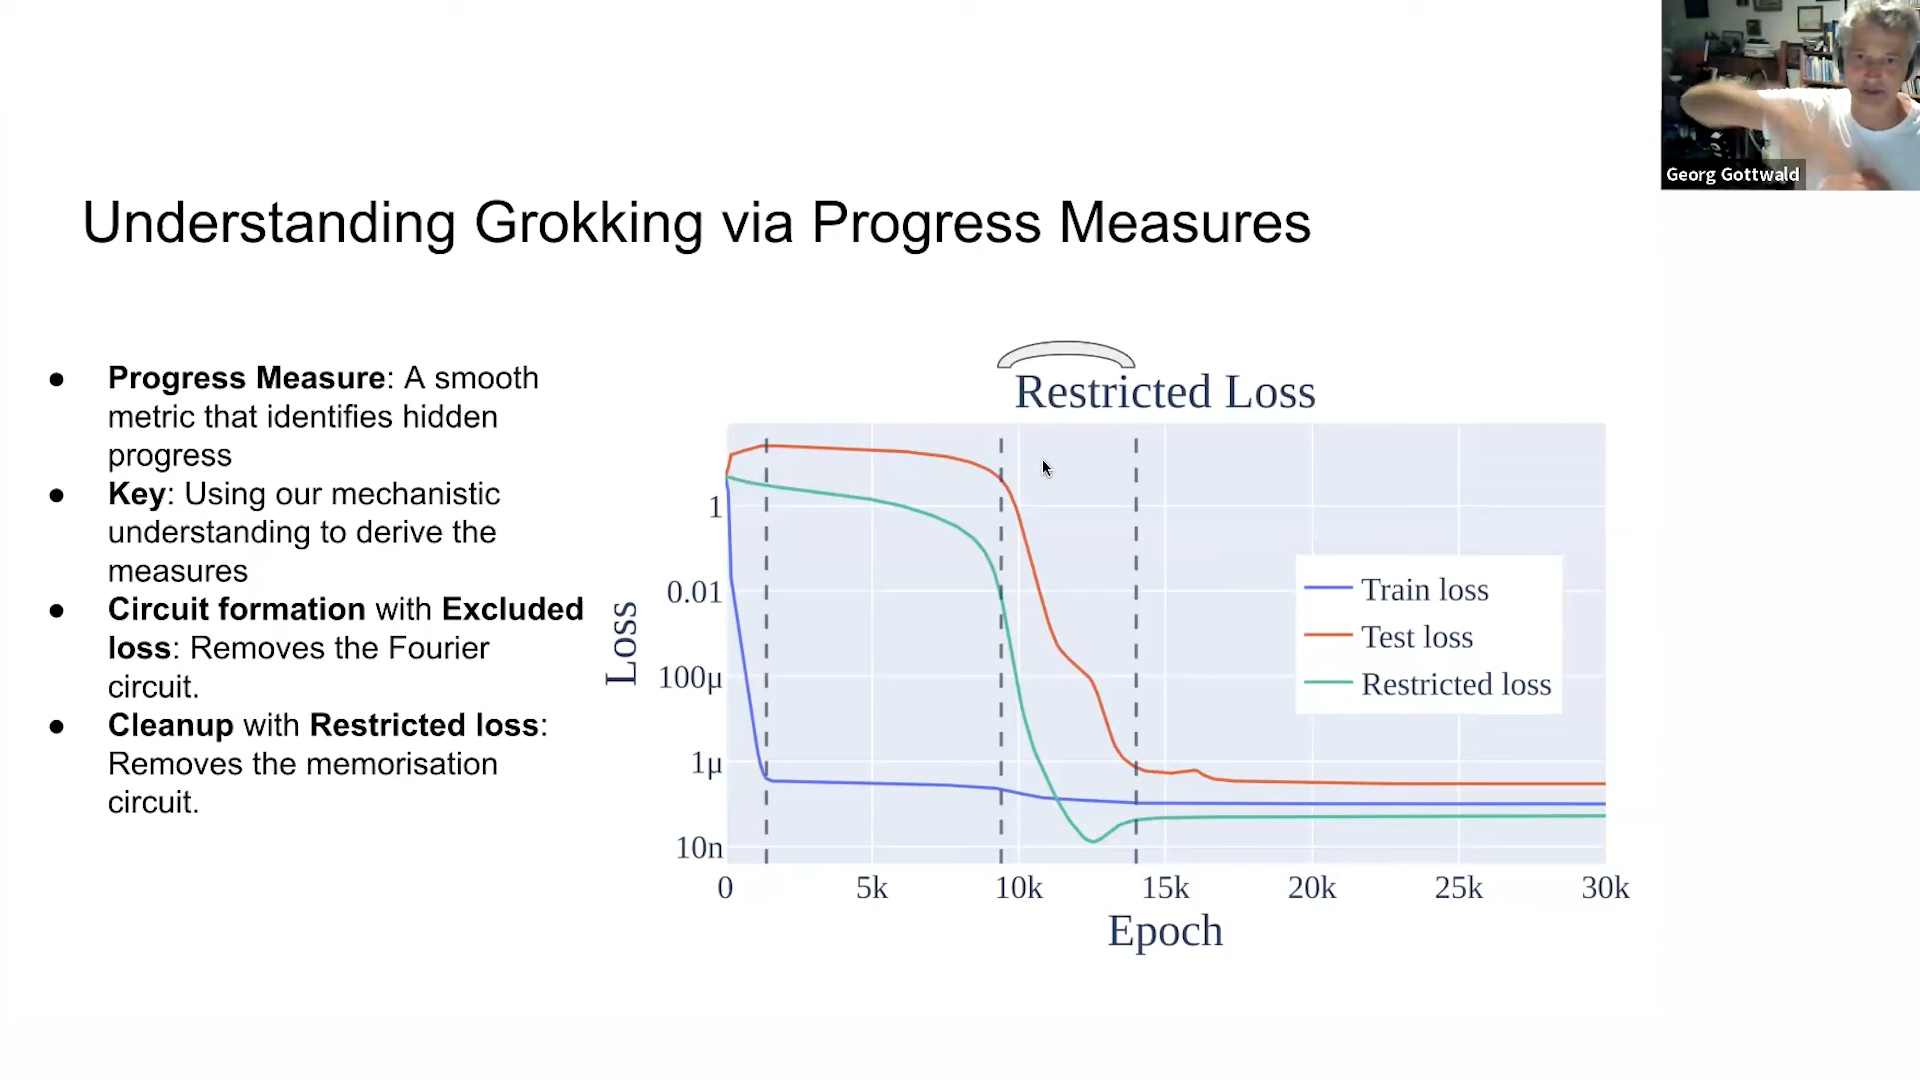 Georg Gottwald
Understanding Grokking via Progress Measures
● Progress Measure: A smooth
metric that identifies hidden
progress
● Key: Using our mechanistic
understanding to derive the
measures
● Circuit formation with Excluded
loss: Removes the Fourier
circuit.
● Cleanup with Restricted loss:
Removes the memorisation
circuit.
Restricted Loss
Loss
1
0.01
100μ
1μ
10n
0 5k 10k 15k 20k 25k 30k
Epoch
Train loss
Test loss
Restricted loss